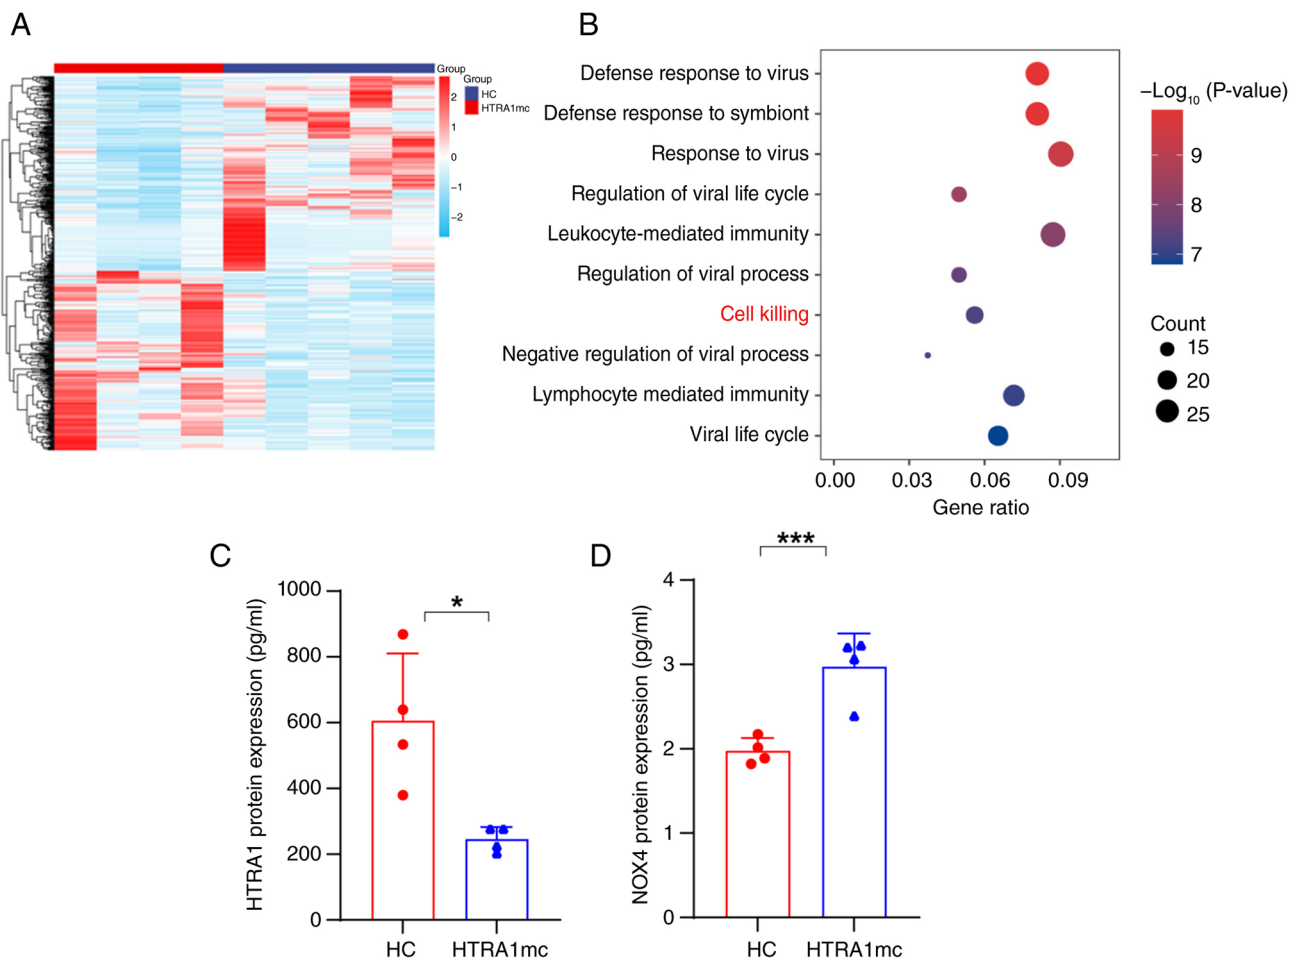 A
Group
2
1
0
−1
−2
Group
HC
HTRA1mc
B
Defense response to virus
Defense response to symbiont
Response to virus
Regulation of viral life cycle
Leukocyte-mediated immunity
Regulation of viral process
Cell killing
Negative regulation of viral process
Lymphocyte mediated immunity
Viral life cycle
0.00 0.03 0.06 0.09
Gene ratio
−Log10 (P-value)
9
8
7
Count
15
20
25
C
HTRA1 protein expression (pg/ml)
1000
800
600
400
200
0
*
HC HTRA1mc
D
NOX4 protein expression (pg/ml)
4
3
2
1
0
***
HC HTRA1mc